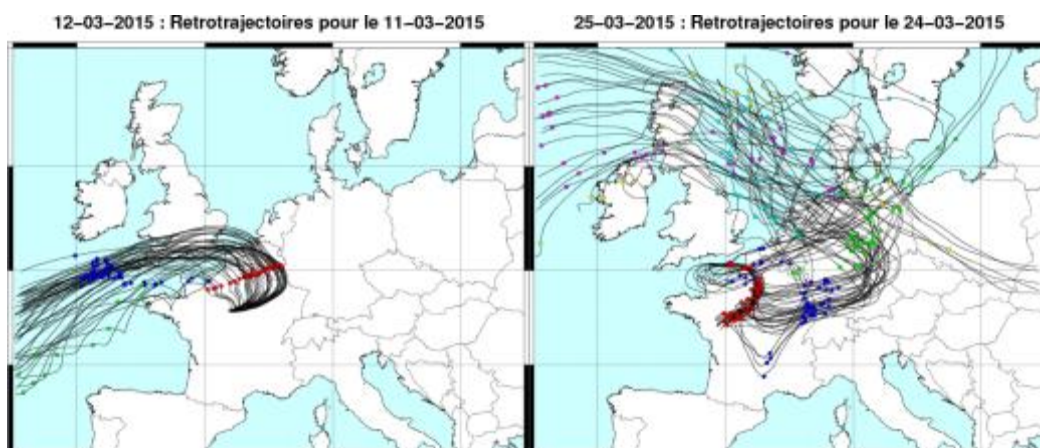 12-03-2015 : Retrotrajectoires pour le 11-03-2015
25-03-2015 : Retrotrajectoires pour le 24-03-2015